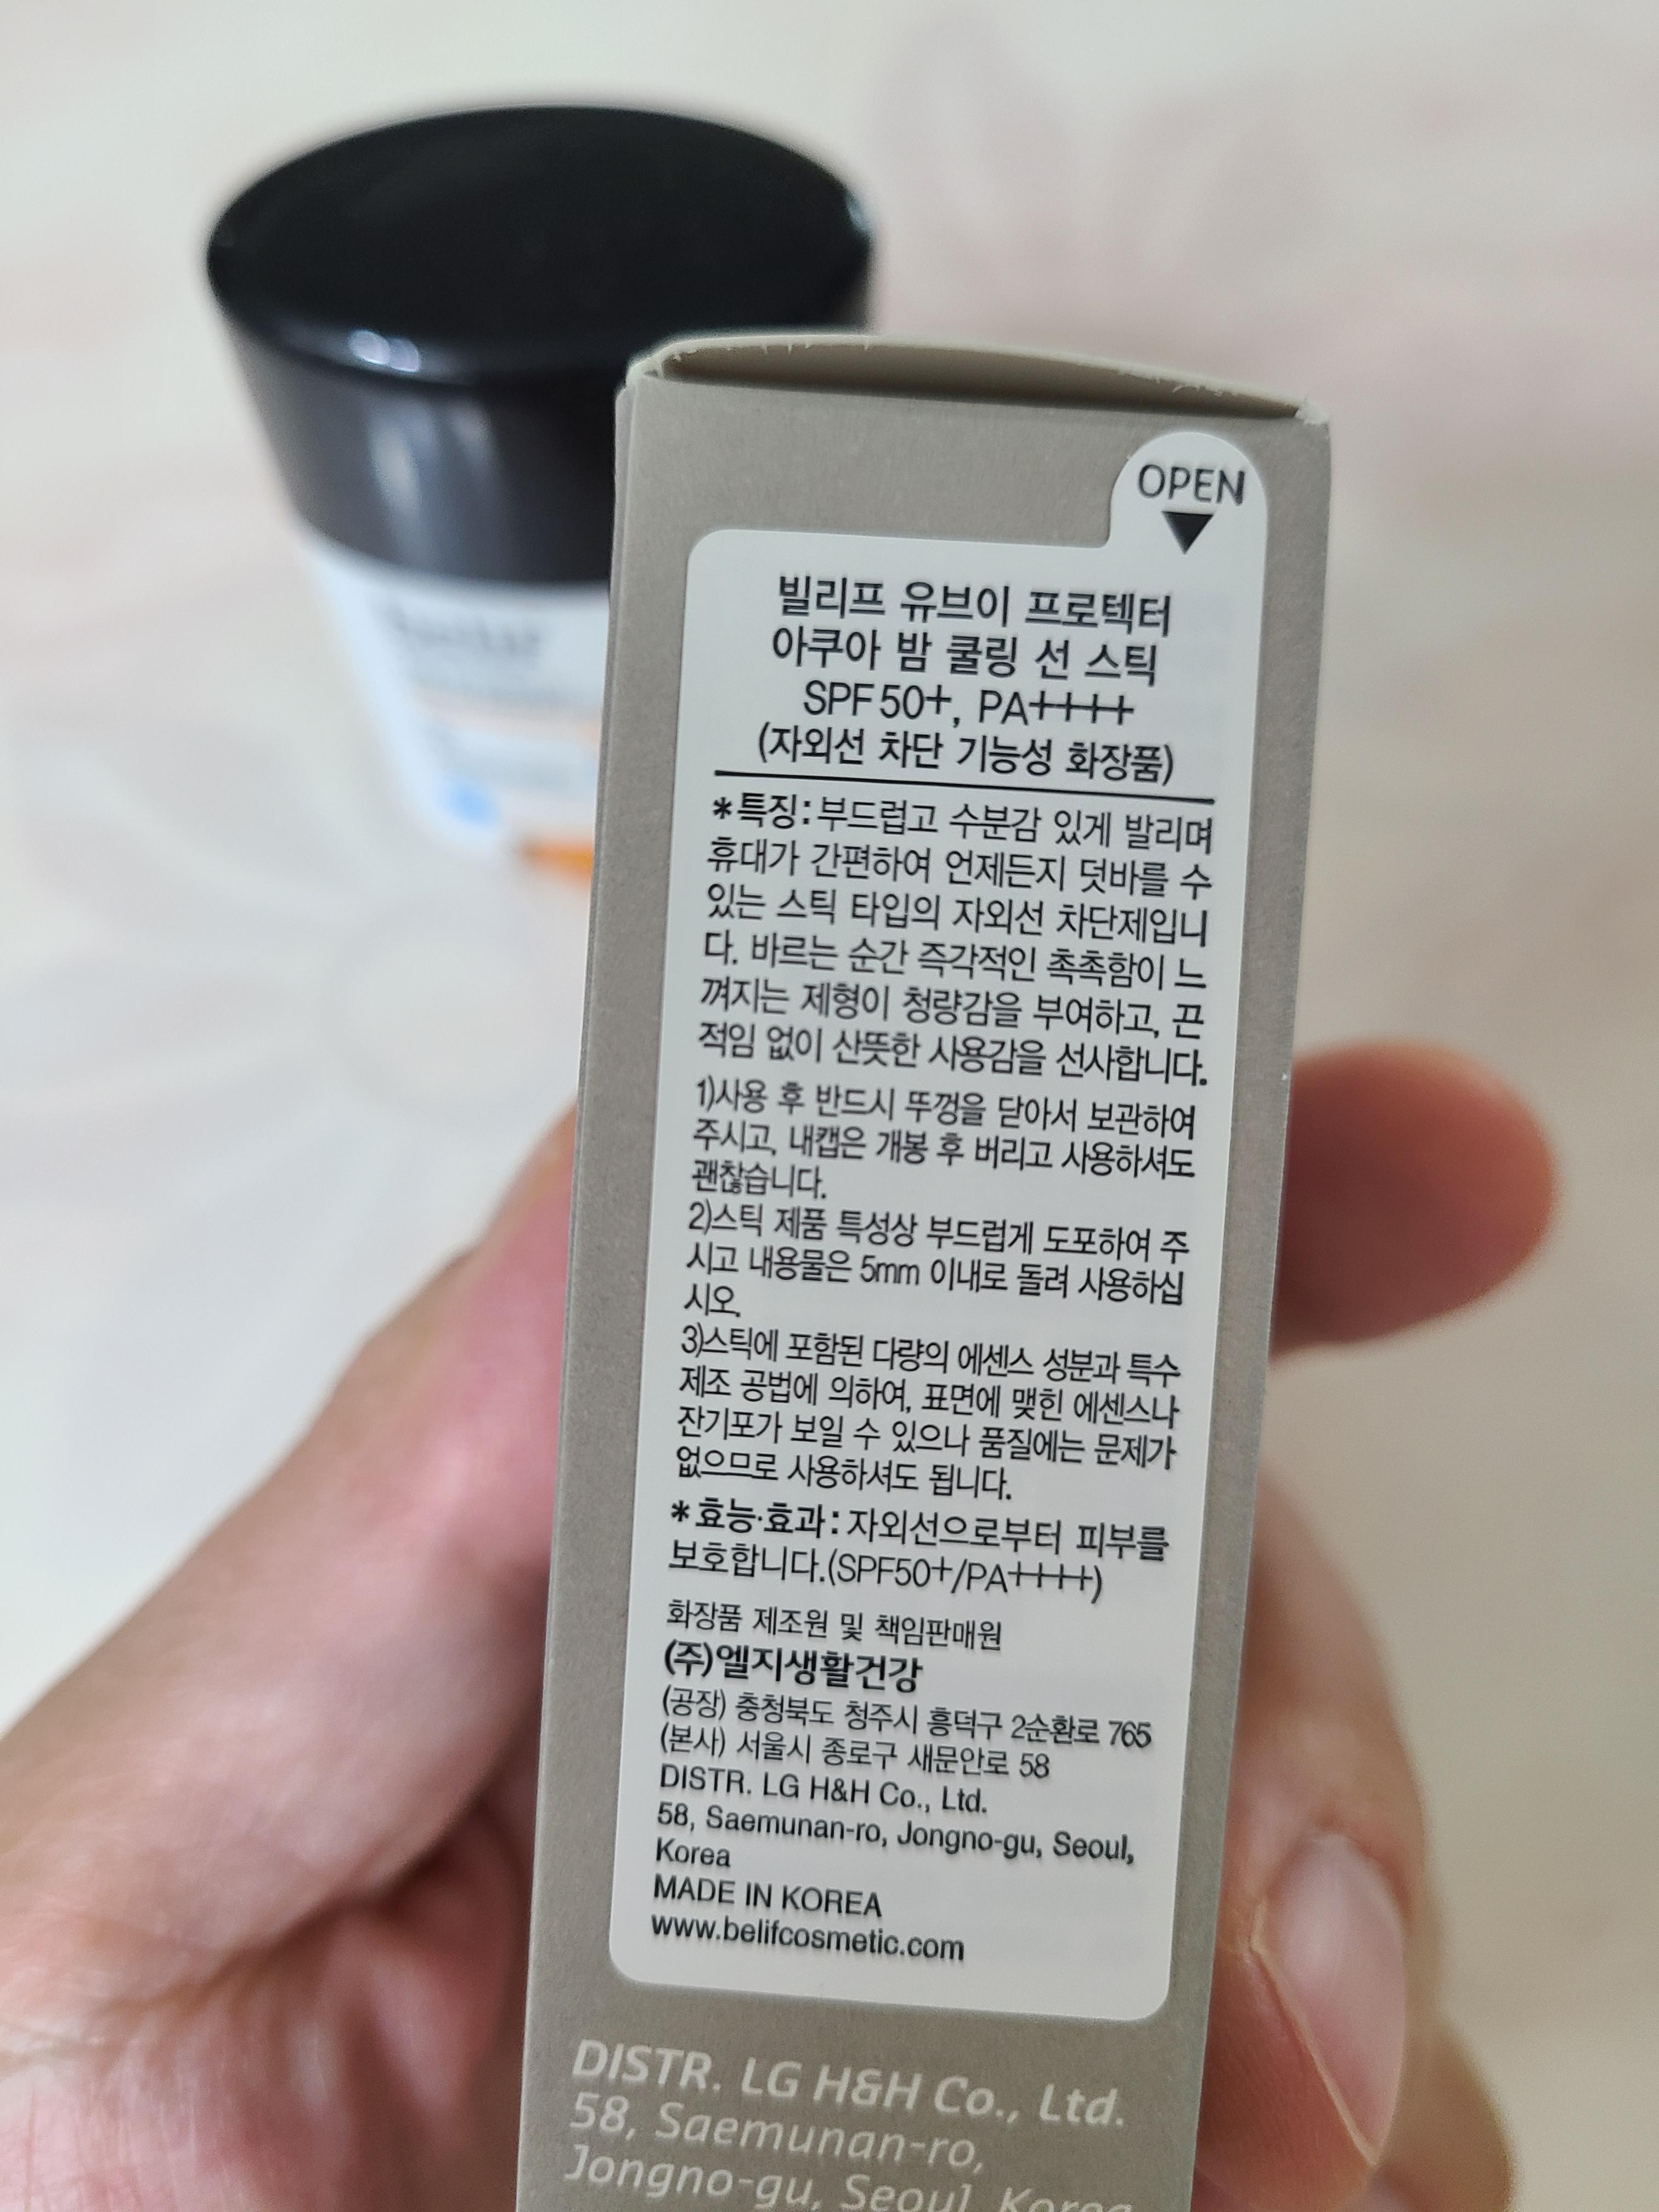 OPEN
빌리프 유브이 프로텍터
아쿠아 밤 쿨링 선 스틱
SPF50+, PA++++
(자외선 차단 기능성 화장품)
*특징:부드럽고 수분감 있게 발리며
휴대가 간편하여 언제든지 덧바를 수
있는 스틱 타입의 자외선 차단제입니
다. 바르는 순간 즉각적인 촉촉함이 느
껴지는 제형이 청량감을 부여하고, 끈
적임 없이 산뜻한 사용감을 선사합니다.
1)사용 후 반드시 뚜껑을 닫아서 보관하여
주시고, 내캡은 개봉 후 버리고 사용하셔도
괜찮습니다.
2)스틱 제품 특성상 부드럽게 도포하여 주
시고 내용물은 5mm 이내로 돌려 사용하십
시오.
3)스틱에 포함된 다량의 에센스 성분과 특수
제조 공법에 의하여, 표면에 맺힌 에센스나
잔기포가 보일 수 있으나 품질에는 문제가
없으므로 사용하셔도 됩니다.
*효능·효과:자외선으로부터 피부를
보호합니다.(SPF50+/PA++++)
화장품 제조원 및 책임판매원
(주)엘지생활건강
(공장) 충청북도 청주시 흥덕구 2순환로 765
(본사) 서울시 종로구 새문안로 58
DISTR. LG H&H Co., Ltd.
58, Saemunan-ro, Jongno-gu, Seoul,
Korea
MADE IN KOREA
www.belifcosmetic.com
DISTR. LG H&H Co., Ltd.
58, Saemunan-ro,
Jongno-gu, Seoul, Korea